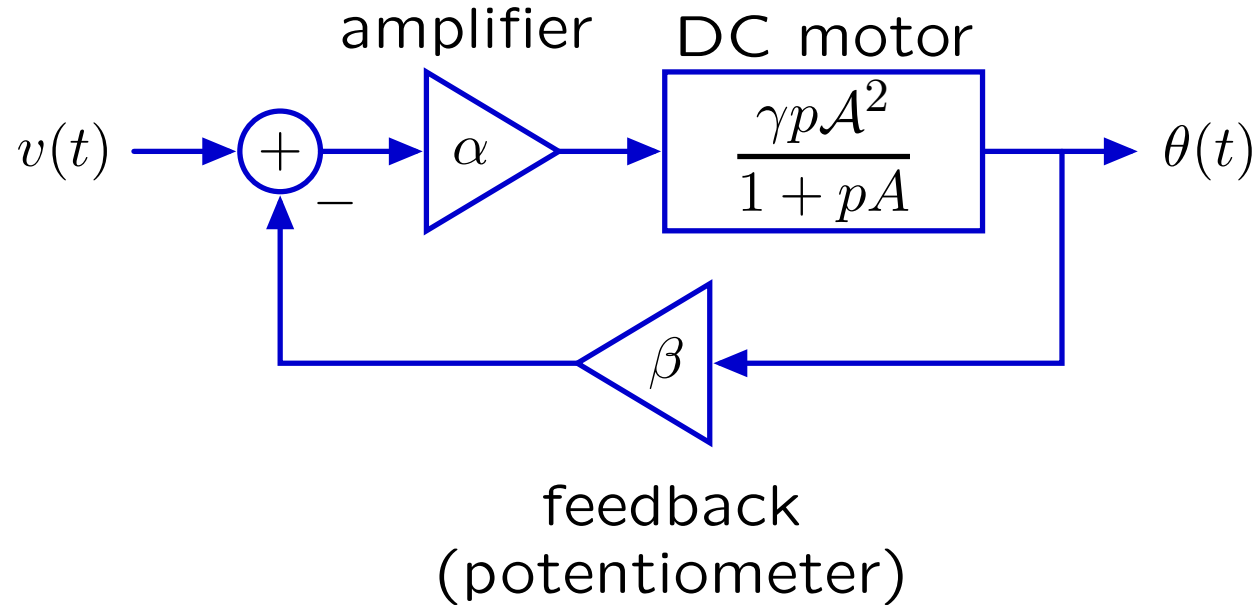 amplifier
DC motor
v(t)
+
−
α
γp𝒜²
1 + pA
θ(t)
β
feedback
(potentiometer)